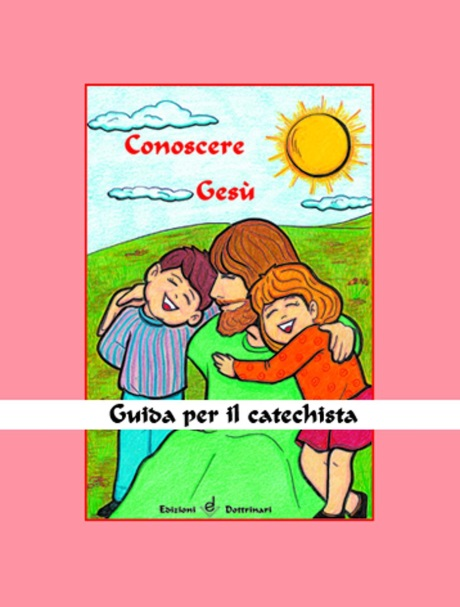 Conoscere
Gesù
Guida per il catechista
Edizioni Dottrinari